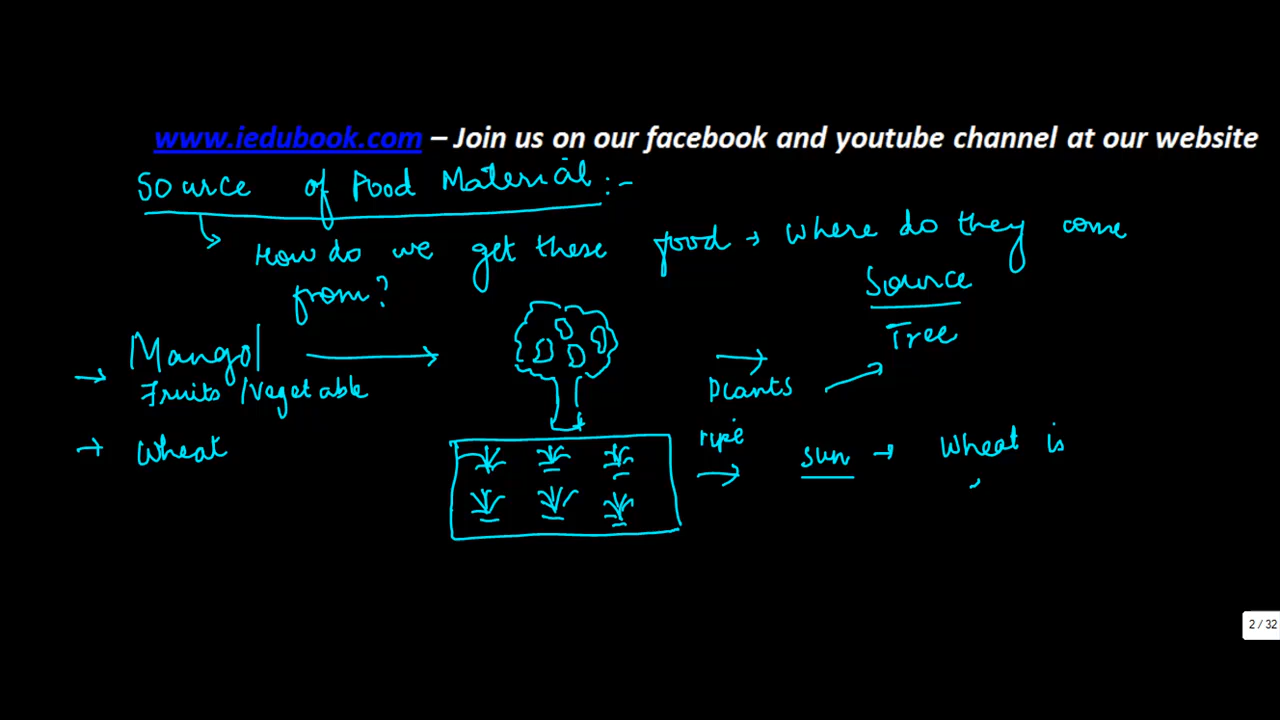 www.iedubook.com – Join us on our facebook and youtube channel at our website
Source of Food Material :-
How do we get these food → where do they come
from?
Source
Tree
Mango/
Fruits / Vegetable
Plants
→ Wheat
ripe
sun → Wheat is
2 / 32